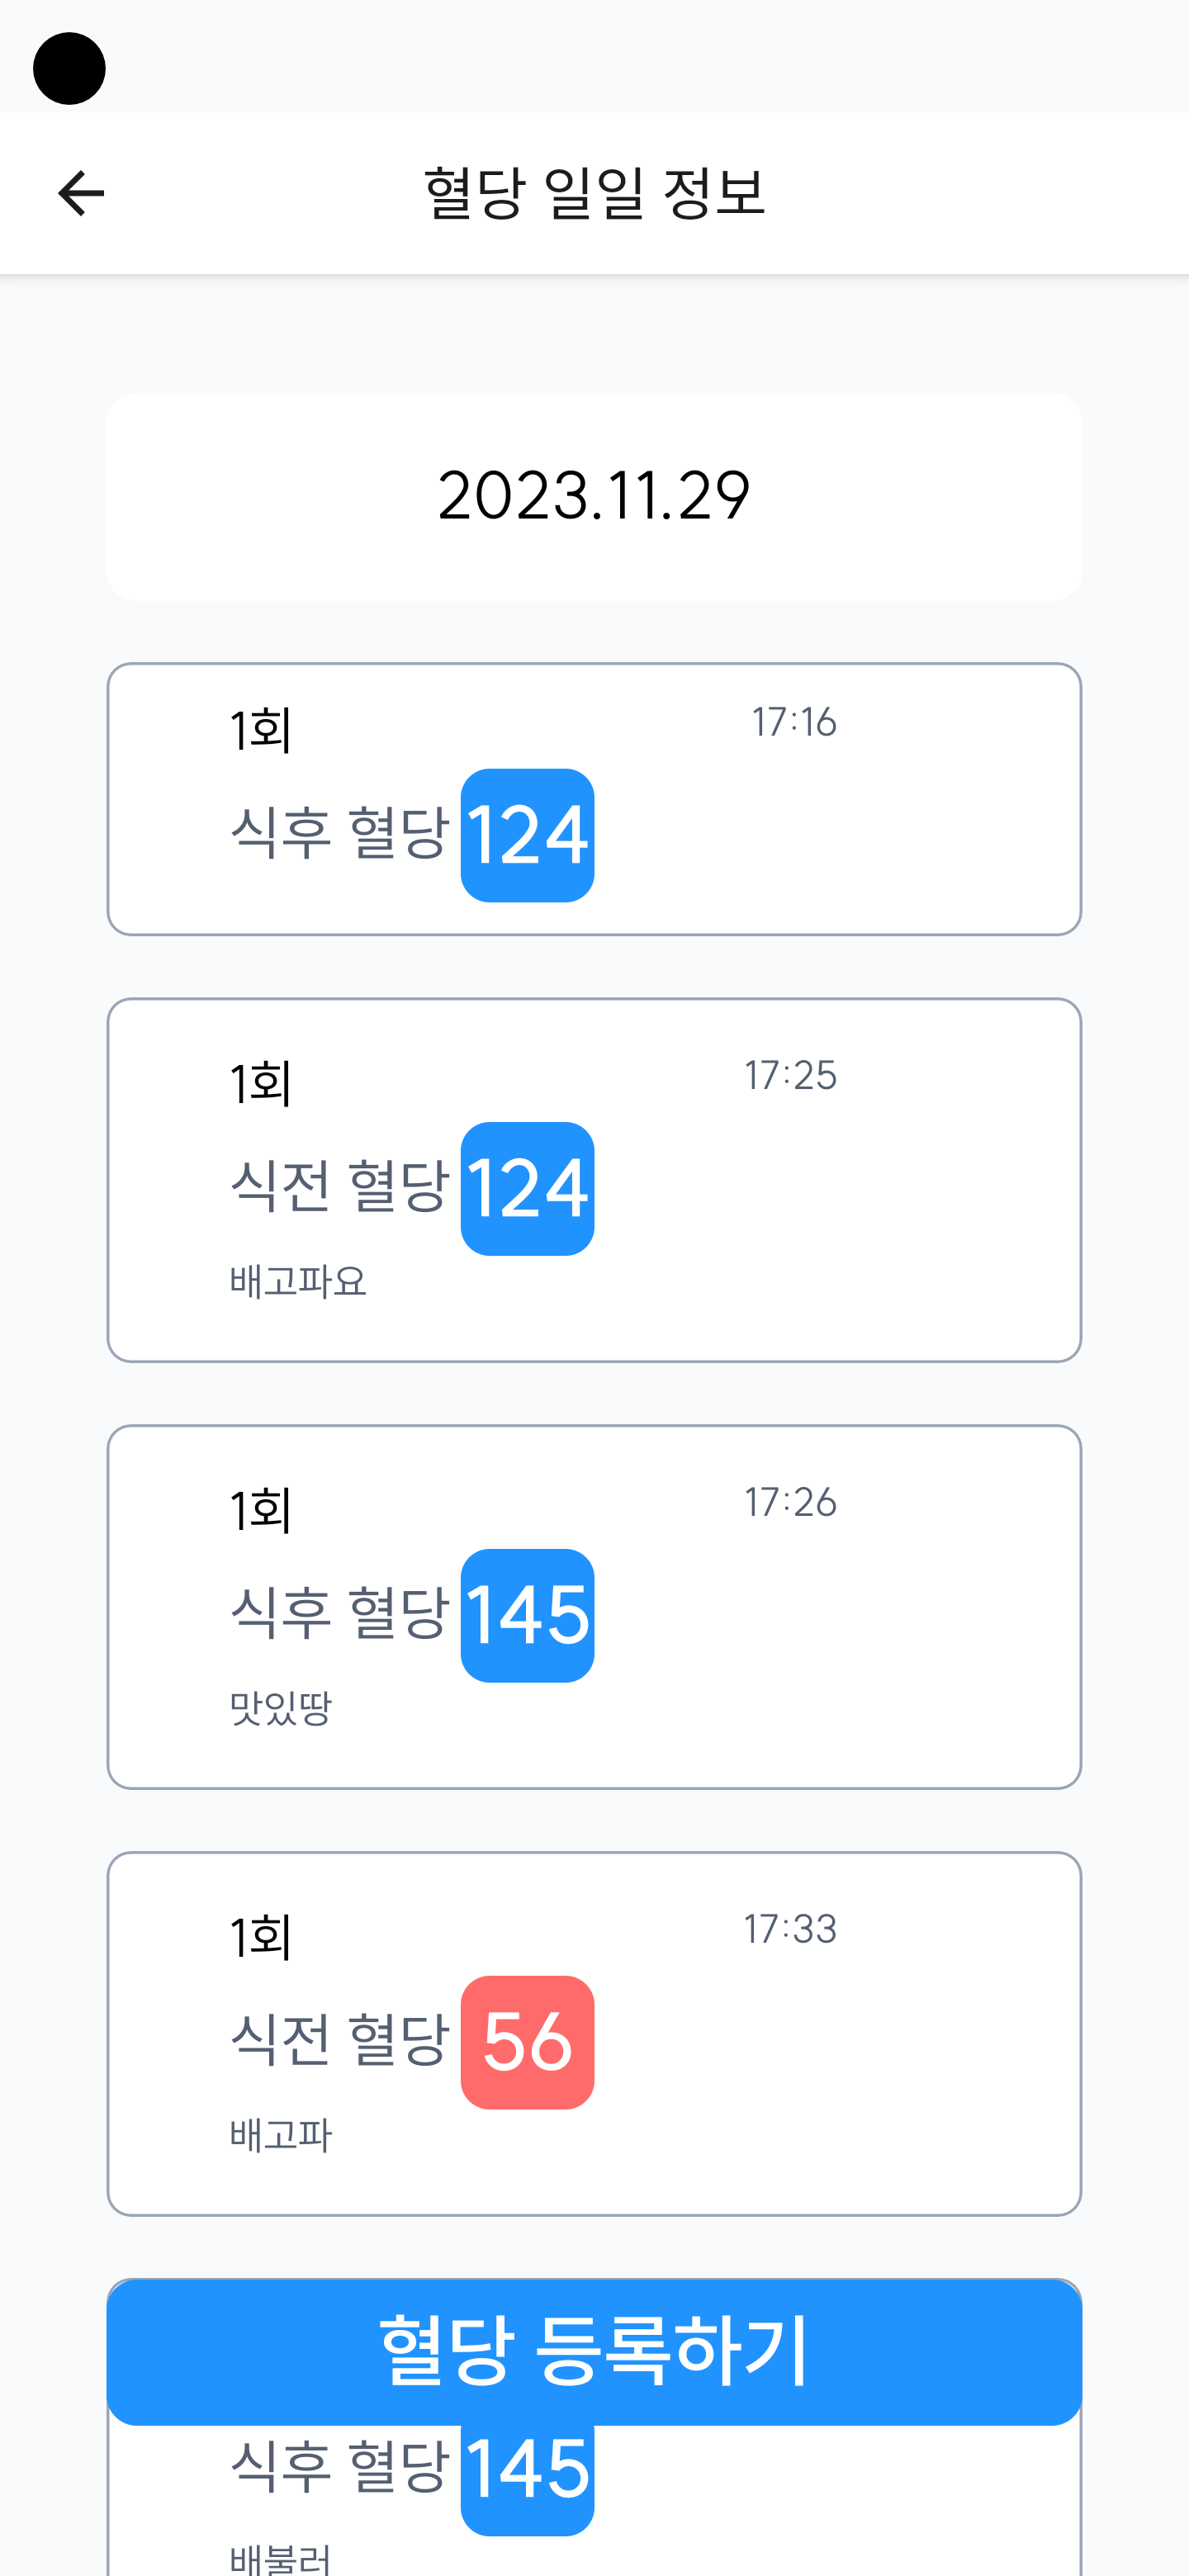 혈당 일일 정보
2023.11.29
1회 17:16
식후 혈당 124
1회 17:25
식전 혈당 124
배고파요
1회 17:26
식후 혈당 145
맛있땅
1회 17:33
식전 혈당 56
배고파
혈당 등록하기
식후 혈당 145
배불러